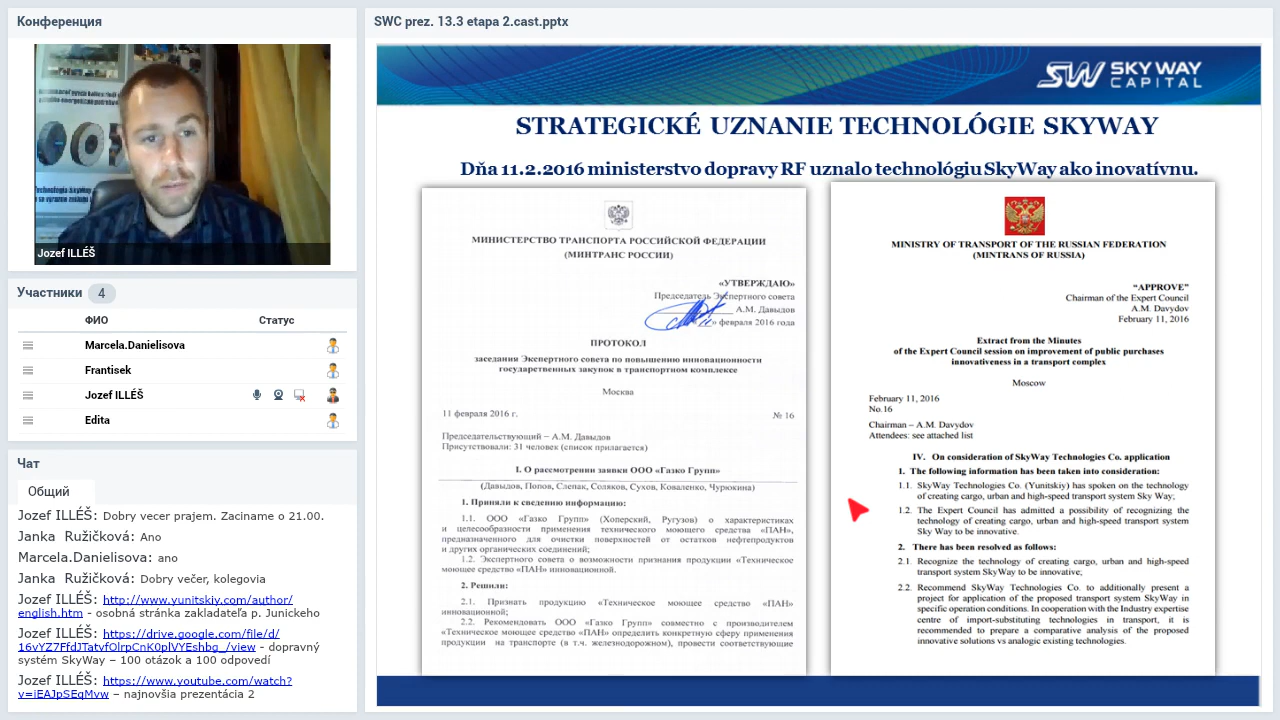 Конференция
Jozef ILLÉŠ
Участники 4
ФИО Статус
Marcela.Danielisova
Frantisek
Jozef ILLÉŠ
Edita
Чат
Общий
Jozef ILLÉŠ: Dobry vecer prajem. Zaciname o 21.00.
Janka Ružičková: Ano
Marcela.Danielisova: ano
Janka Ružičková: Dobry večer, kolegovia
Jozef ILLÉŠ: http://www.yunitskiy.com/author/
english.htm - osobná stránka zakladateľa p. Junickeho
Jozef ILLÉŠ: https://drive.google.com/file/d/
16vYZ7FfdJTatvfOlrpCnK0plVYEshbg_/view - dopravný
systém SkyWay – 100 otázok a 100 odpovedí
Jozef ILLÉŠ: https://www.youtube.com/watch?
v=iEAJpSEqMvw – najnovšia prezentácia 2
SWC prez. 13.3 etapa 2.cast.pptx
SW SKY WAY
CAPITAL
STRATEGICKÉ UZNANIE TECHNOLÓGIE SKYWAY
Dňa 11.2.2016 ministerstvo dopravy RF uznalo technológiu SkyWay ako inovatívnu.
МИНИСТЕРСТВО ТРАНСПОРТА РОССИЙСКОЙ ФЕДЕРАЦИИ
(МИНТРАНС РОССИИ)
«УТВЕРЖДАЮ»
Председатель Экспертного совета
А.М. Давыдов
«11» февраля 2016 года
ПРОТОКОЛ
заседания Экспертного совета по повышению инновационности
государственных закупок в транспортном комплексе
Москва
11 февраля 2016 г. № 16
Председательствующий – А.М. Давыдов
Присутствовали: 31 человек (список прилагается)
I. О рассмотрении заявки ООО «Газко Групп»
(Давыдов, Попов, Слепак, Соляков, Сухов, Коваленко, Чурюкина)
1. Приняли к сведению информацию:
1.1. ООО «Газко Групп» (Хоперский, Ругузов) о характеристиках
и целесообразности применения технического моющего средства «ПАН»,
предназначенного для очистки поверхностей от остатков нефтепродуктов
и других органических соединений;
1.2. Экспертного совета о возможности признания продукции «Техническое
моющее средство «ПАН» инновационной.
2. Решили:
2.1. Признать продукцию «Техническое моющее средство «ПАН»
инновационной;
2.2. Рекомендовать ООО «Газко Групп» совместно с производителем
«Техническое моющее средство «ПАН» определить конкретную сферу применения
продукции на транспорте (в т.ч. железнодорожном), провести соответствующие
MINISTRY OF TRANSPORT OF THE RUSSIAN FEDERATION
(MINTRANS OF RUSSIA)
“APPROVE”
Chairman of the Expert Council
A.M. Davydov
February 11, 2016
Extract from the Minutes
of the Expert Council session on improvement of public purchases
innovativeness in a transport complex
Moscow
February 11, 2016
No.16
Chairman – A.M. Davydov
Attendees: see attached list
IV. On consideration of SkyWay Technologies Co. application
1. The following information has been taken into consideration:
1.1. SkyWay Technologies Co. (Yunitskiy) has spoken on the technology
of creating cargo, urban and high-speed transport system Sky Way;
1.2. The Expert Council has admitted a possibility of recognizing the
technology of creating cargo, urban and high-speed transport system
Sky Way to be innovative.
2. There has been resolved as follows:
2.1. Recognize the technology of creating cargo, urban and high-speed
transport system SkyWay to be innovative;
2.2. Recommend SkyWay Technologies Co. to additionally present a
project for application of the proposed transport system SkyWay in
specific operation conditions. In cooperation with the Industry expertise
centre of import-substituting technologies in transport, it is
recommended to prepare a comparative analysis of the proposed
innovative solutions vs analogic existing technologies.